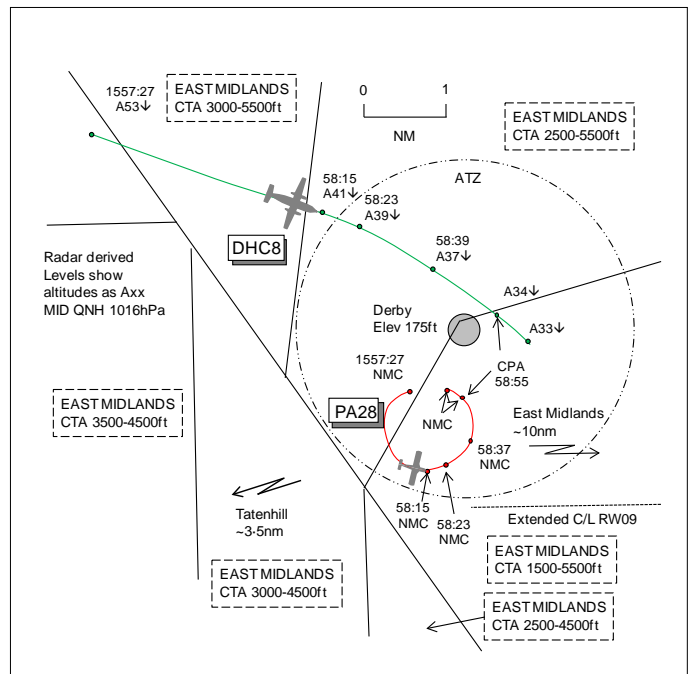 1557:27
A53↓
EAST MIDLANDS
CTA 3000-5500ft
0 1
NM
EAST MIDLANDS
CTA 2500-5500ft
ATZ
58:15
A41↓
58:23
A39↓
DHC8
58:39
A37↓
Radar derived
Levels show
altitudes as Axx
MID QNH 1016hPa
A34↓
Derby
Elev 175ft
A33↓
1557:27
NMC
CPA
58:55
EAST MIDLANDS
CTA 3500-4500ft
PA28
NMC
East Midlands
~10nm
58:37
NMC
58:15
NMC
58:23
NMC
Tatenhill
~3·5nm
Extended C/L RW09
EAST MIDLANDS
CTA 1500-5500ft
EAST MIDLANDS
CTA 3000-4500ft
EAST MIDLANDS
CTA 2500-4500ft